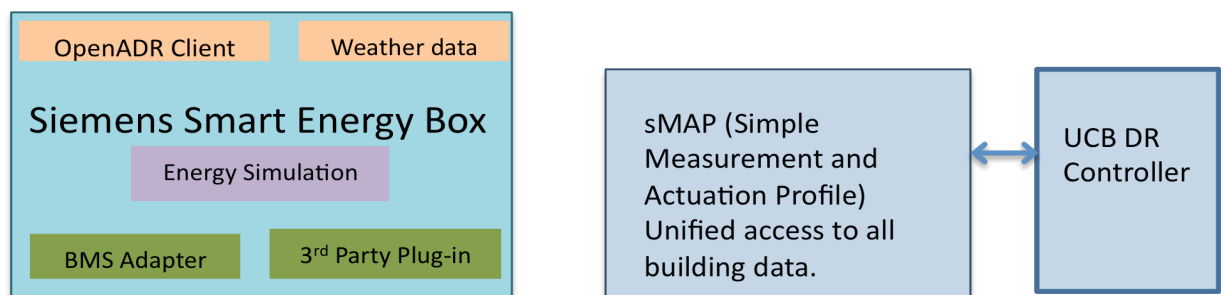 OpenADR Client
Weather data
Siemens Smart Energy Box
Energy Simulation
BMS Adapter
3rd Party Plug-in
sMAP (Simple
Measurement and
Actuation Profile)
Unified access to all
building data.
UCB DR
Controller